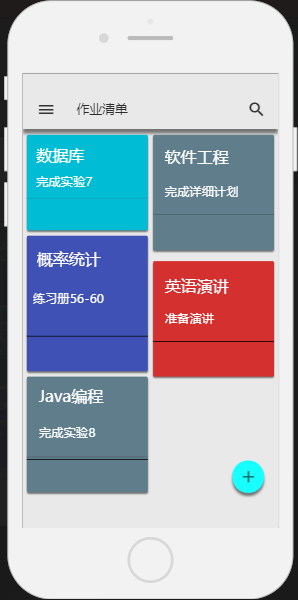 作业清单
数据库
完成实验7
软件工程
完成详细计划
概率统计
练习册56-60
英语演讲
准备演讲
Java编程
完成实验8